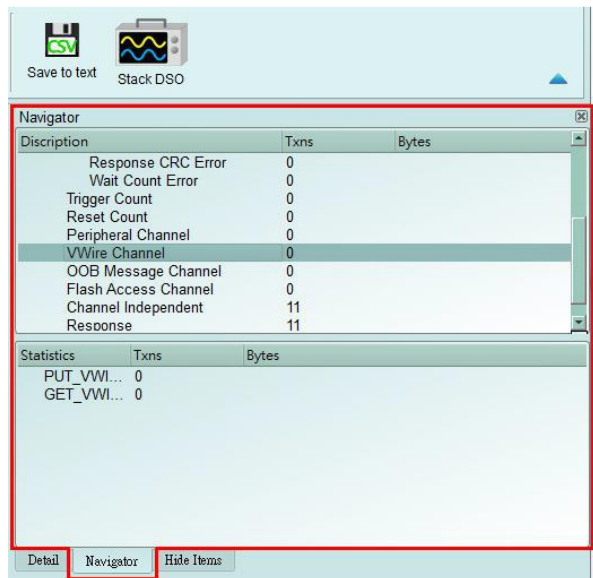 CSV
Save to text
Stack DSO
Navigator
Discription Txns Bytes
Response CRC Error 0
Wait Count Error 0
Trigger Count 0
Reset Count 0
Peripheral Channel 0
VWire Channel 0
OOB Message Channel 0
Flash Access Channel 0
Channel Independent 11
Response 11
Statistics Txns Bytes
PUT_VWI... 0
GET_VWI... 0
Detail Navigator Hide Items